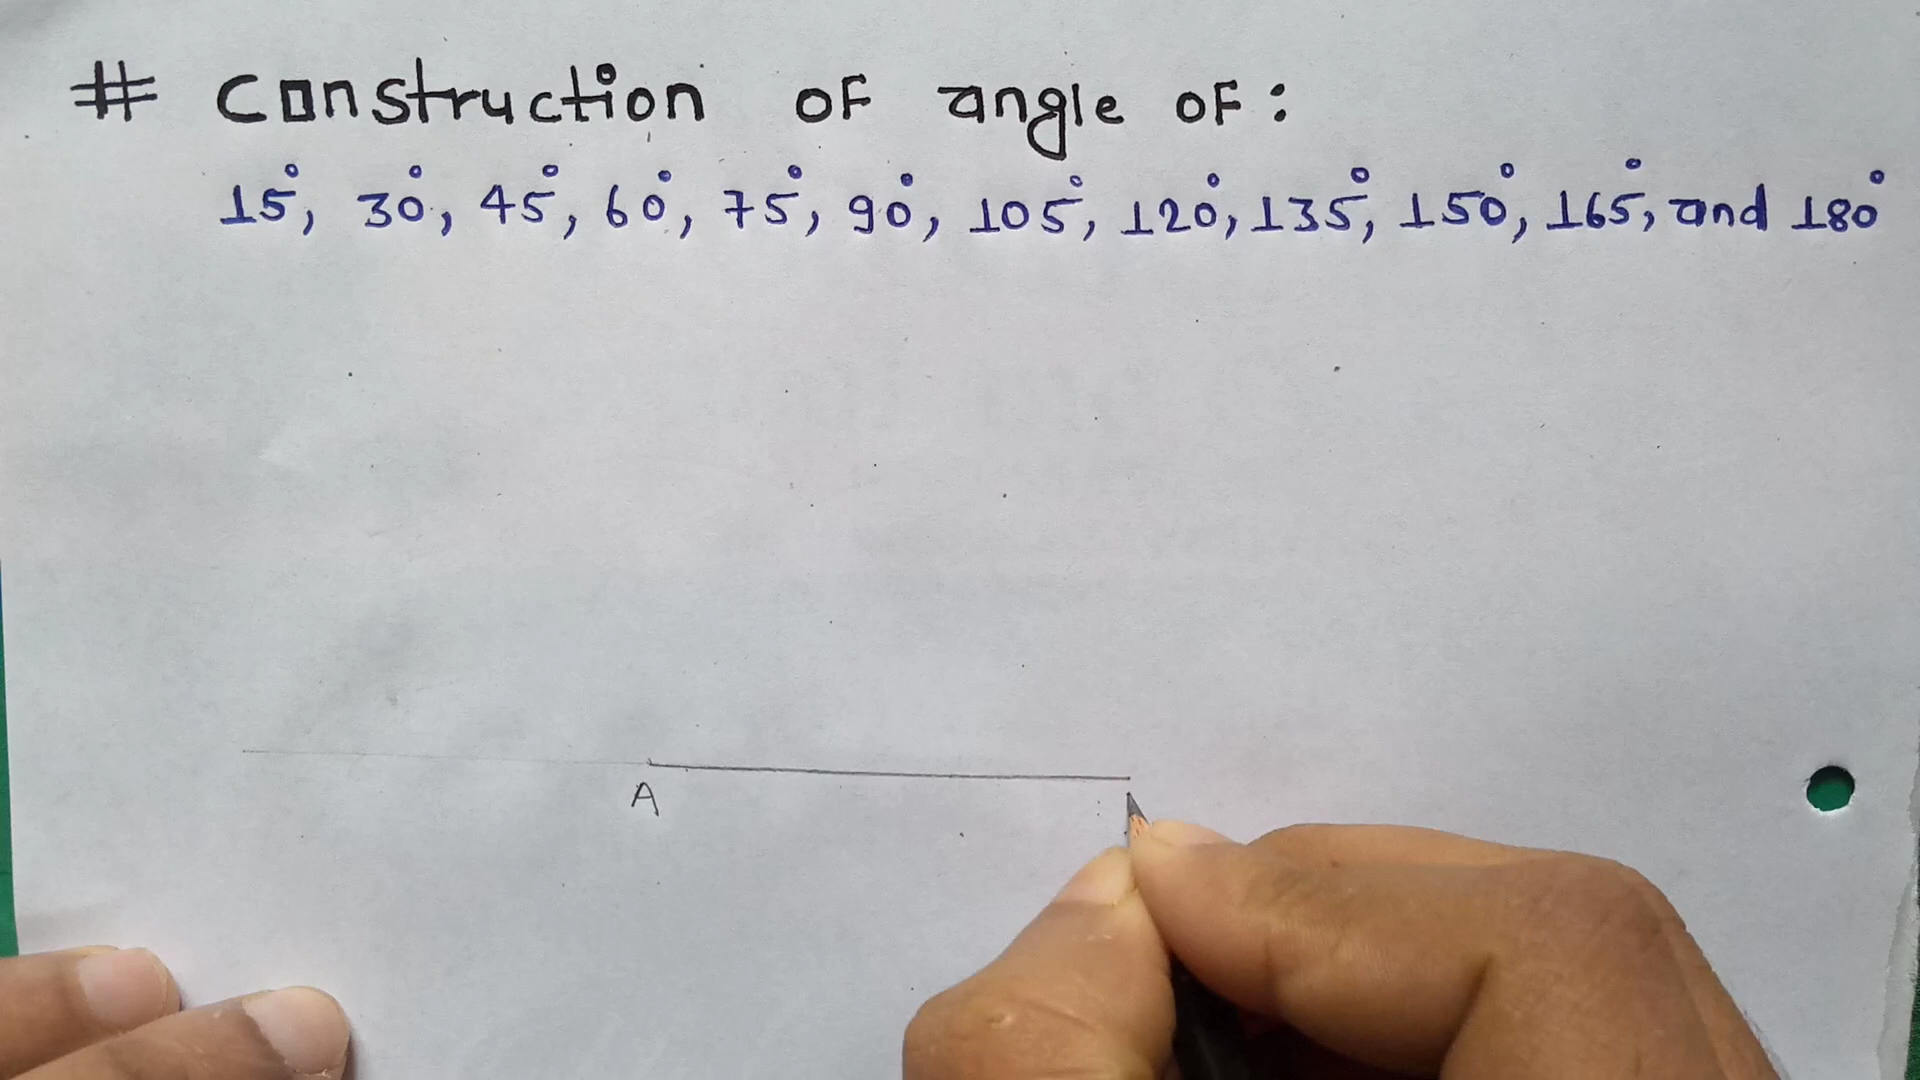 # Construction of angle of:
15°, 30°, 45°, 60°, 75°, 90°, 105°, 120°, 135°, 150°, 165°, and 180°
A